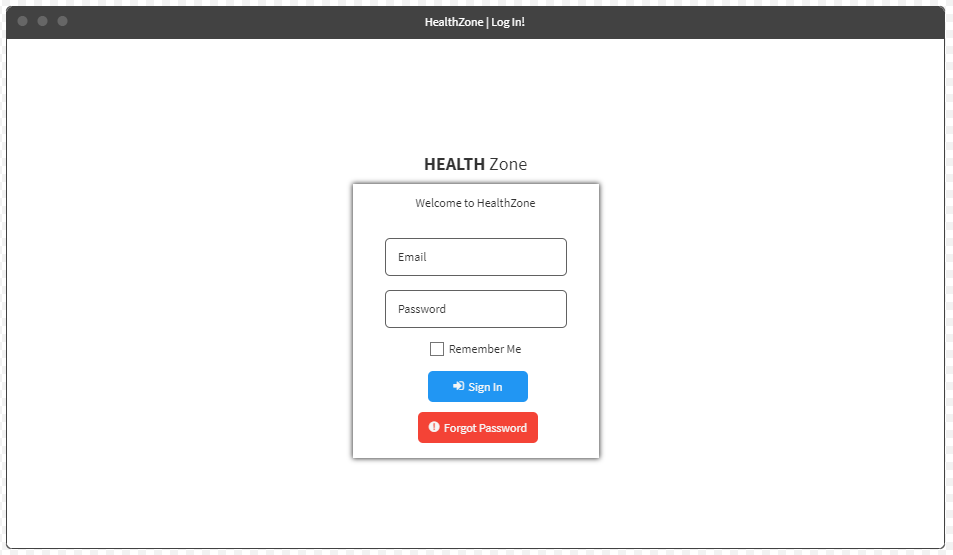 HealthZone | Log In!
HEALTH Zone
Welcome to HealthZone
Email
Password
Remember Me
Sign In
Forgot Password